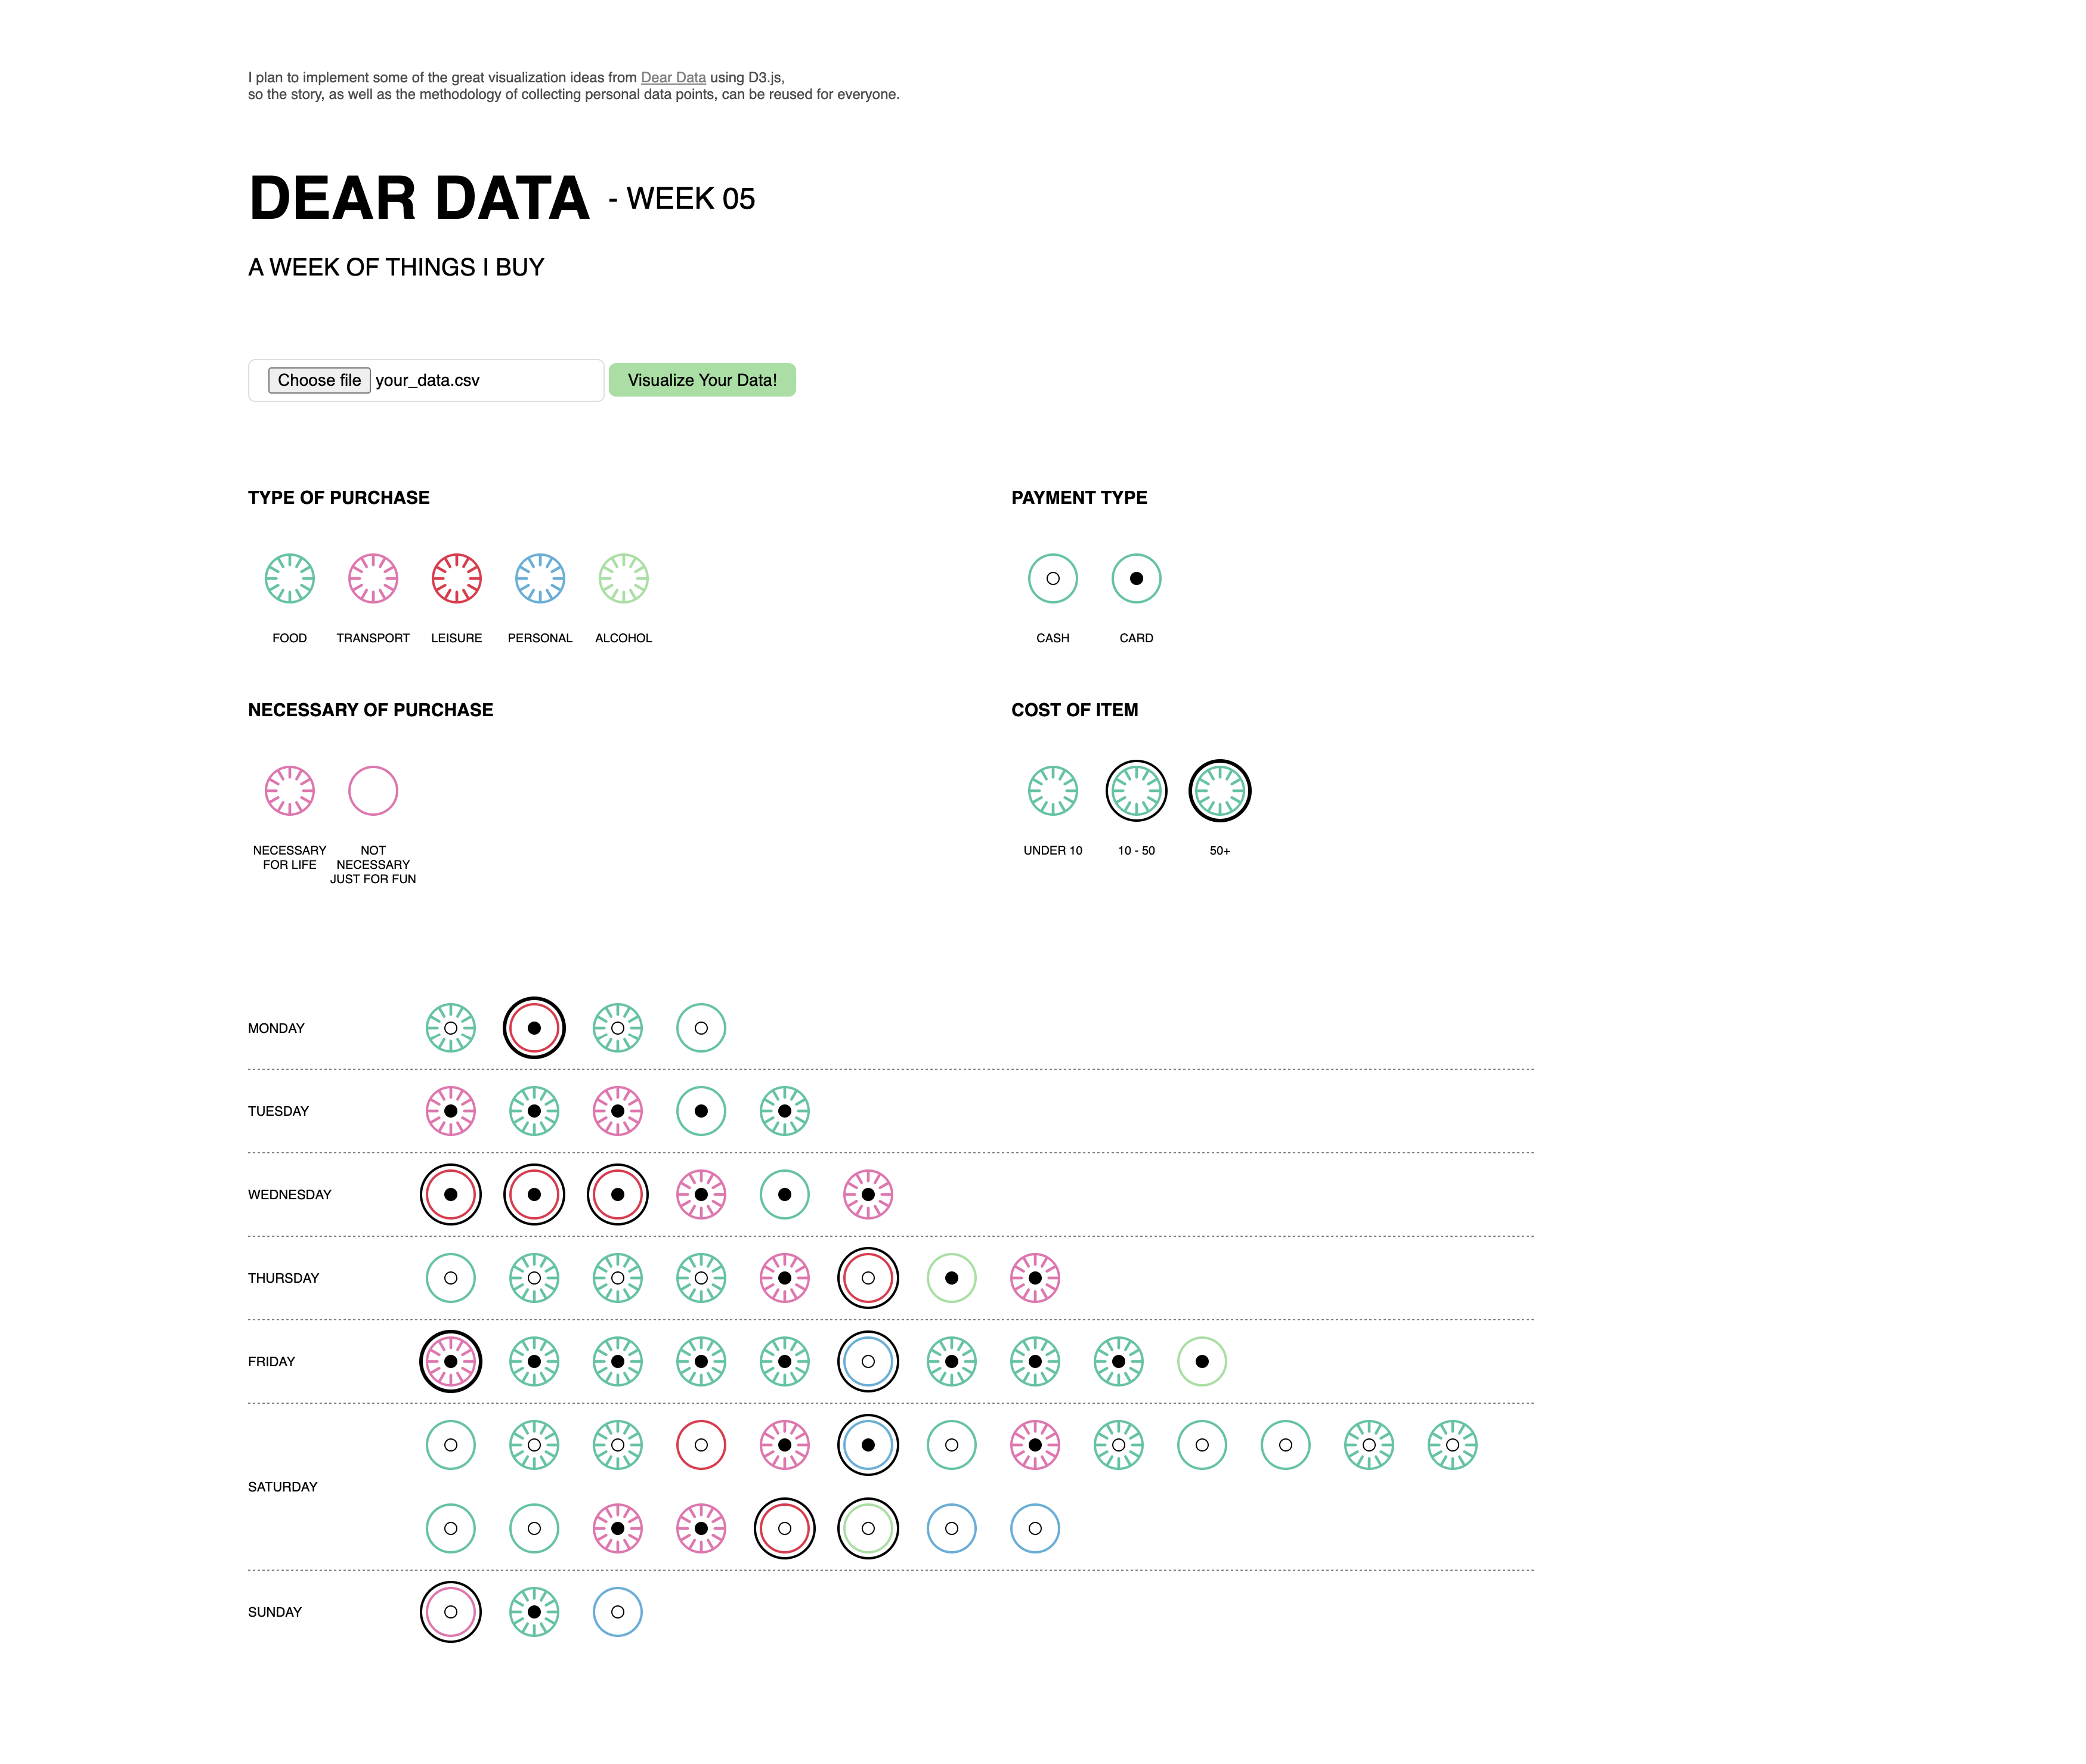 I plan to implement some of the great visualization ideas from Dear Data using D3.js,
so the story, as well as the methodology of collecting personal data points, can be reused for everyone.
DEAR DATA - WEEK 05
A WEEK OF THINGS I BUY
Choose file your_data.csv Visualize Your Data!
TYPE OF PURCHASE
FOOD TRANSPORT LEISURE PERSONAL ALCOHOL
PAYMENT TYPE
CASH CARD
NECESSARY OF PURCHASE
NECESSARY
FOR LIFE
NOT
NECESSARY
JUST FOR FUN
COST OF ITEM
UNDER 10 10 - 50 50+
MONDAY
TUESDAY
WEDNESDAY
THURSDAY
FRIDAY
SATURDAY
SUNDAY